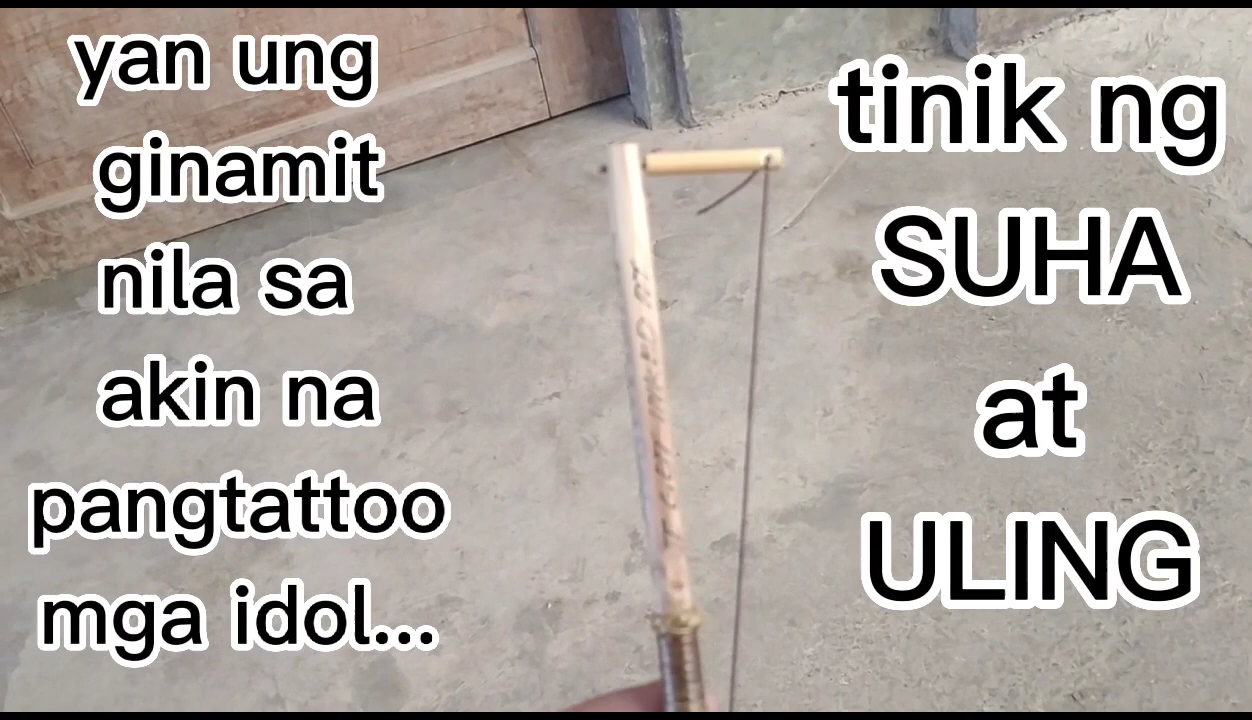 yan ung
ginamit
nila sa
akin na
pangtattoo
mga idol...
tinik ng
SUHA
at
ULING